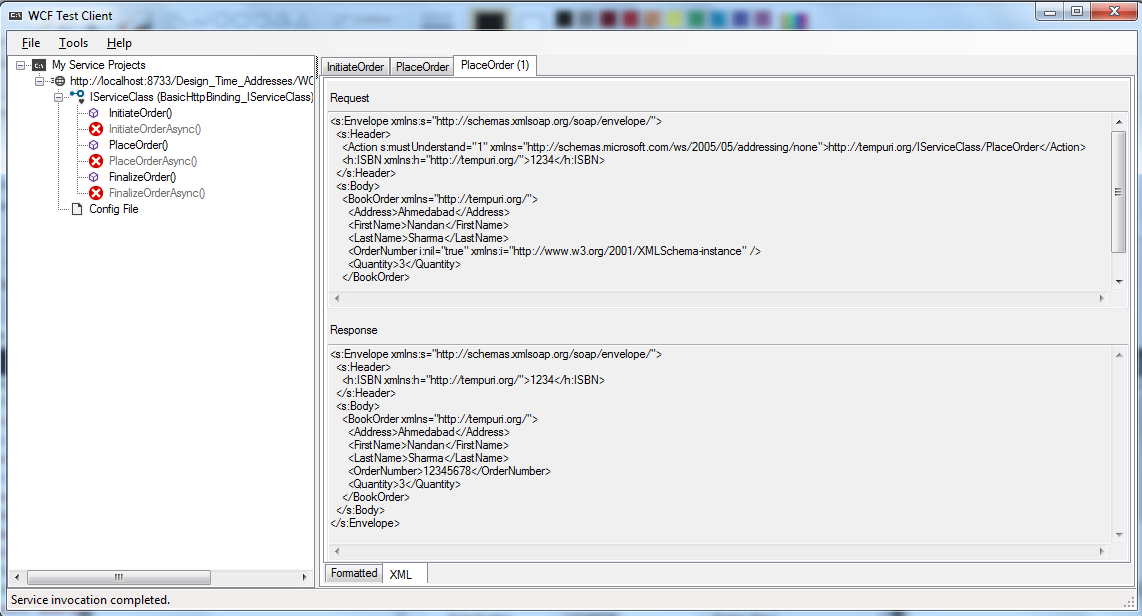 WCF Test Client
File Tools Help
My Service Projects
http://localhost:8733/Design_Time_Addresses/WC
IServiceClass (BasicHttpBinding_IServiceClass)
InitiateOrder()
InitiateOrderAsync()
PlaceOrder()
PlaceOrderAsync()
FinalizeOrder()
FinalizeOrderAsync()
Config File
InitiateOrder PlaceOrder PlaceOrder (1)
Request
<s:Envelope xmlns:s="http://schemas.xmlsoap.org/soap/envelope/">
<s:Header>
<Action s:mustUnderstand="1" xmlns="http://schemas.microsoft.com/ws/2005/05/addressing/none">http://tempuri.org/IServiceClass/PlaceOrder</Action>
<h:ISBN xmlns:h="http://tempuri.org/">1234</h:ISBN>
</s:Header>
<s:Body>
<BookOrder xmlns="http://tempuri.org/">
<Address>Ahmedabad</Address>
<FirstName>Nandan</FirstName>
<LastName>Sharma</LastName>
<OrderNumber i:nil="true" xmlns:i="http://www.w3.org/2001/XMLSchema-instance" />
<Quantity>3</Quantity>
</BookOrder>
Response
<s:Envelope xmlns:s="http://schemas.xmlsoap.org/soap/envelope/">
<s:Header>
<h:ISBN xmlns:h="http://tempuri.org/">1234</h:ISBN>
</s:Header>
<s:Body>
<BookOrder xmlns="http://tempuri.org/">
<Address>Ahmedabad</Address>
<FirstName>Nandan</FirstName>
<LastName>Sharma</LastName>
<OrderNumber>12345678</OrderNumber>
<Quantity>3</Quantity>
</BookOrder>
</s:Body>
</s:Envelope>
Formatted XML
Service invocation completed.